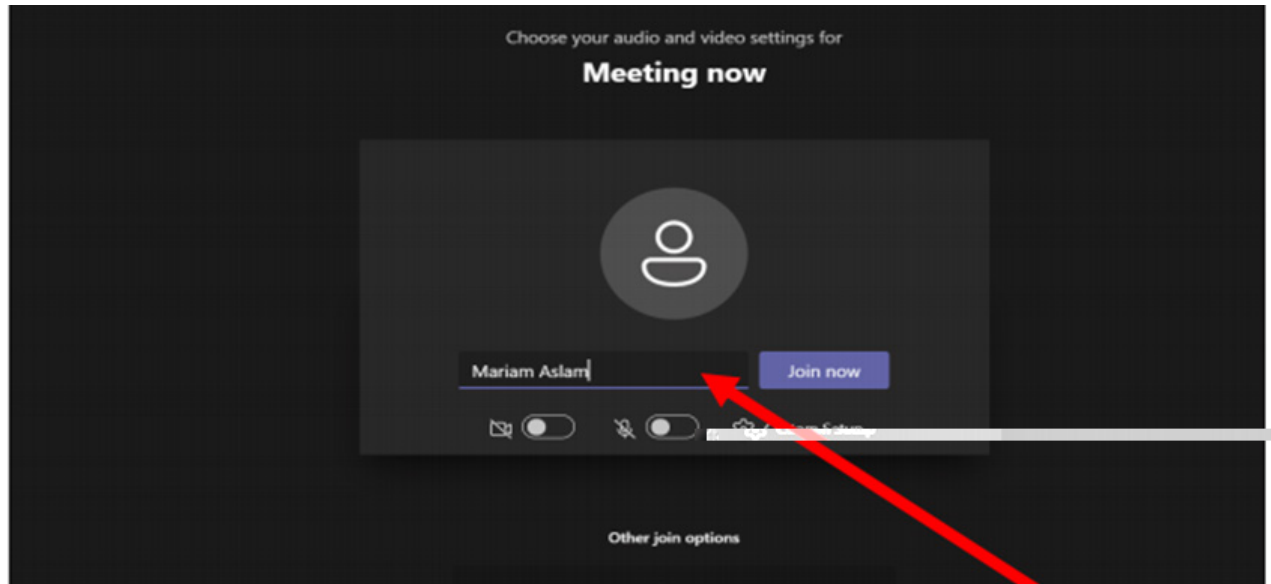 Choose your audio and video settings for
Meeting now
Mariam Aslam
Join now
Other join options